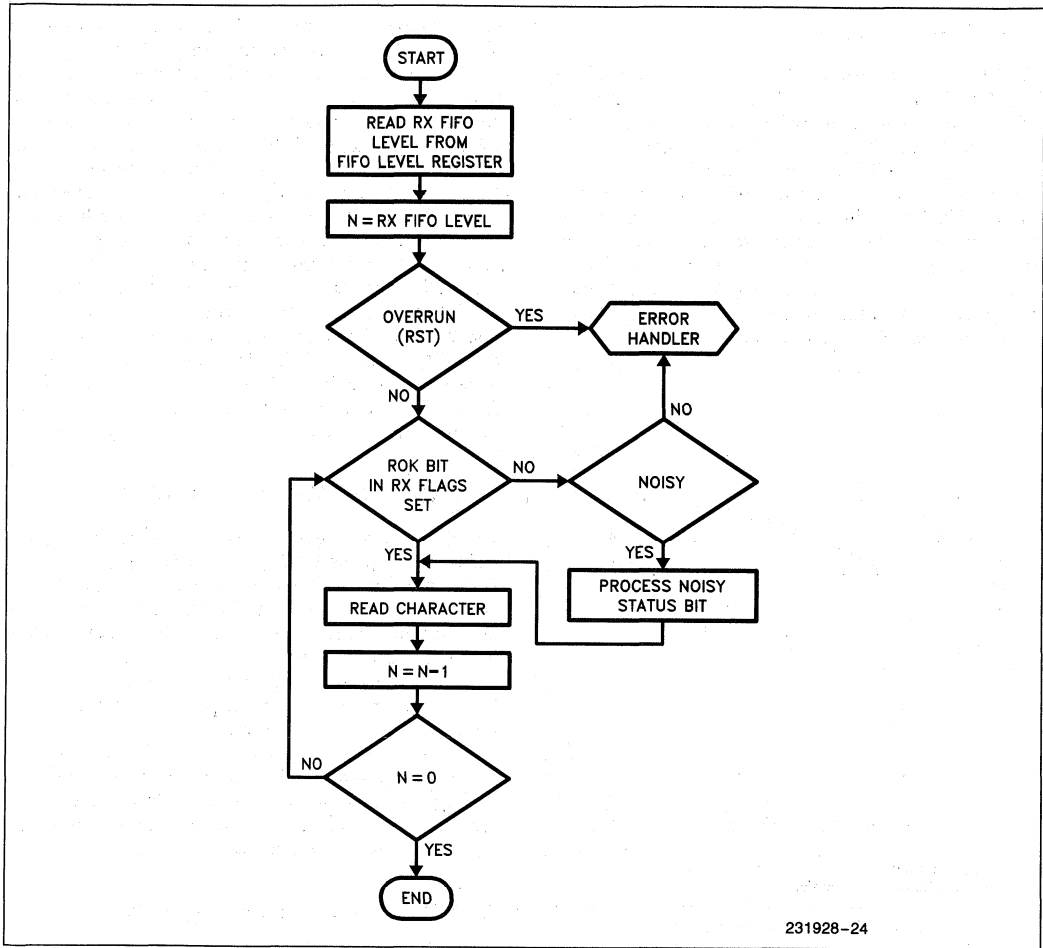 START
READ RX FIFO
LEVEL FROM
FIFO LEVEL REGISTER
N = RX FIFO LEVEL
OVERRUN
(RST)
YES
ERROR
HANDLER
NO
NO
ROK BIT
IN RX FLAGS
SET
NO
NOISY
YES
YES
READ CHARACTER
PROCESS NOISY
STATUS BIT
N = N-1
NO
N = 0
YES
END
231928-24